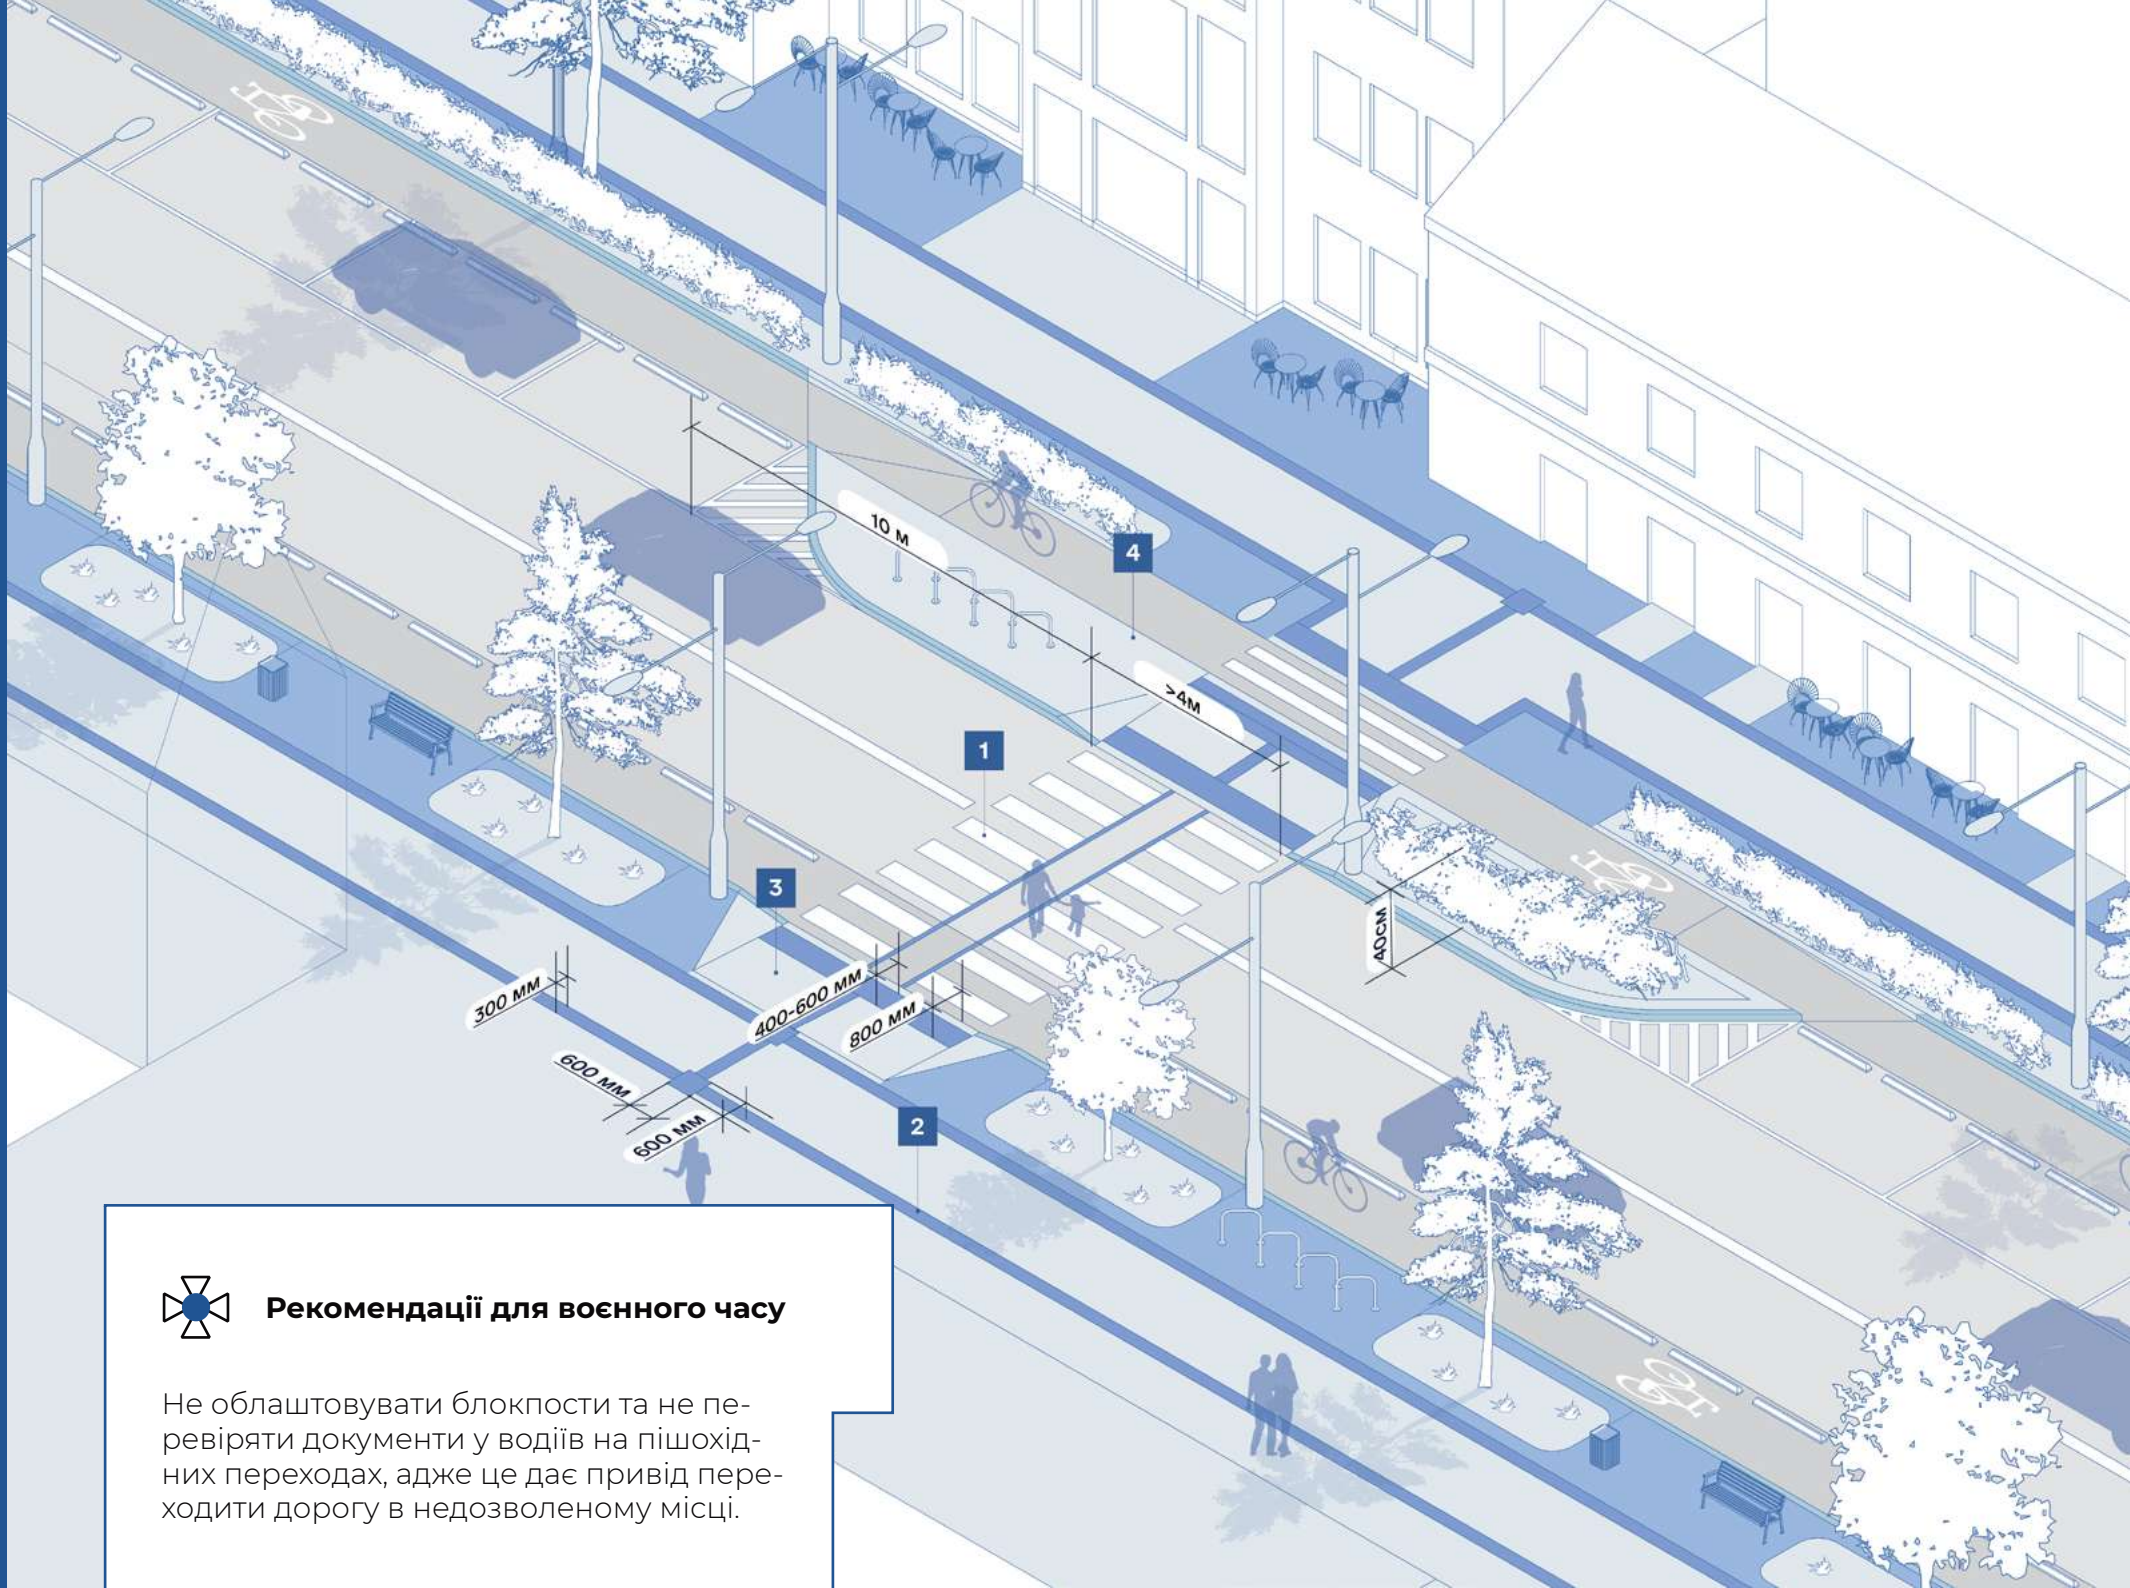 10 М
4
>4М
1
3
40СМ
300 ММ
400-600 ММ
800 ММ
600 ММ
600 ММ
2
Рекомендації для воєнного часу
Не облаштовувати блокпости та не пе-
ревіряти документи у водіїв на пішохід-
них переходах, адже це дає привід пере-
ходити дорогу в недозволеному місці.